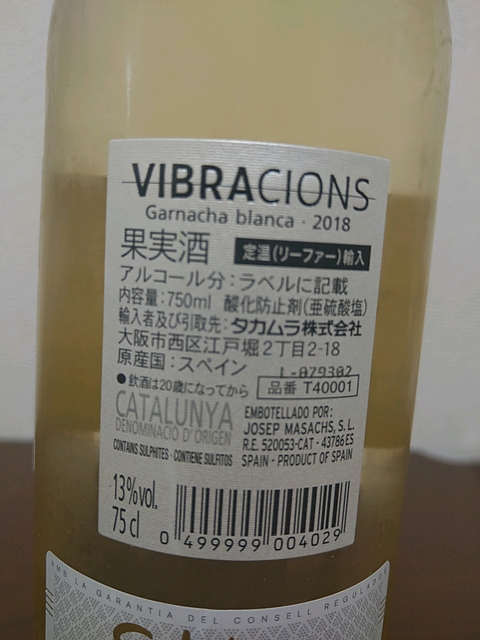 VIBRACIONS
Garnacha blanca · 2018
果実酒 定温(リーファー)輸入
アルコール分:ラベルに記載
内容量:750ml 酸化防止剤(亜硫酸塩)
輸入者及び引取先:タカムラ株式会社
大阪市西区江戸堀2丁目2-18
原産国:スペイン L-079302
●飲酒は20歳になってから 品番 T40001
CATALUNYA
DENOMINACIÓ D'ORIGEN
CONTAINS SULPHITES · CONTIENE SULFITOS
EMBOTELLADO POR:
JOSEP MASACHS, S.L.
R.E. 520053-CAT - 43786 ES
SPAIN - PRODUCT OF SPAIN
13%vol.
75 cl
0 499999 004029
AMB LA GARANTIA DEL CONSELL REGULADOR